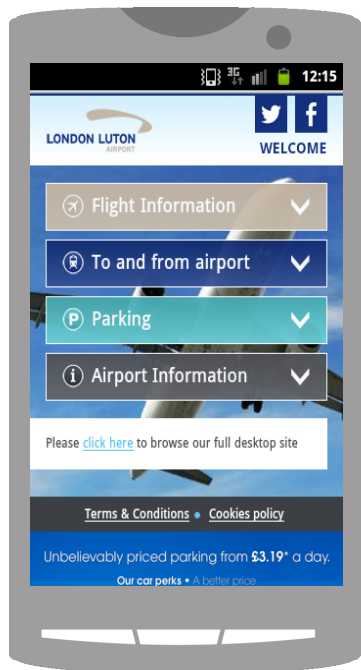 3G 12:15
LONDON LUTON
AIRPORT
WELCOME
Flight Information
To and from airport
P Parking
i Airport Information
Please click here to browse our full desktop site
Terms & Conditions • Cookies policy
Unbelievably priced parking from £3.19* a day.
Our car perks • A better price